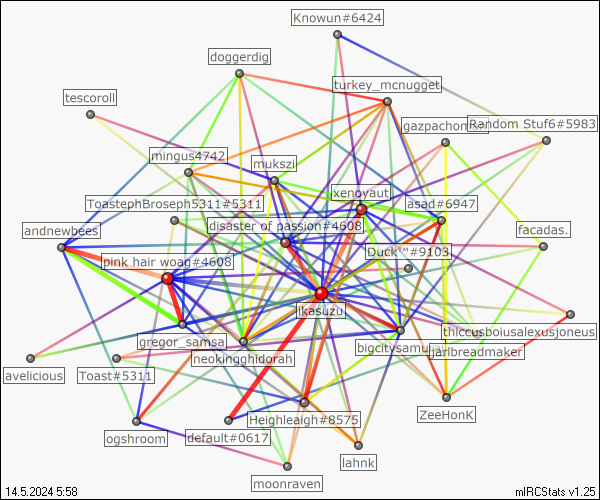 Knowun#6424
doggerdig
turkey_mcnugget
tescoroll
Random Stuf6#5983
mingus4742
mukszi
xenoyaut
ToastephBroseph5311#5311
asad#6947
andnewbees
disaster of passion#4608
facadas.
Duck™#9103
pink hair woag#4608
ikasuzu
thiccusboiusalexusjoneus
gregor_samsa
neokingghidorah
jarlbreadmaker
avelicious
Toast#5311
Heighleaigh#8575
ZeeHonK
ogshroom
default#0617
lahnk
moonraven
14.5.2024 5:58
mIRCStats v1.25